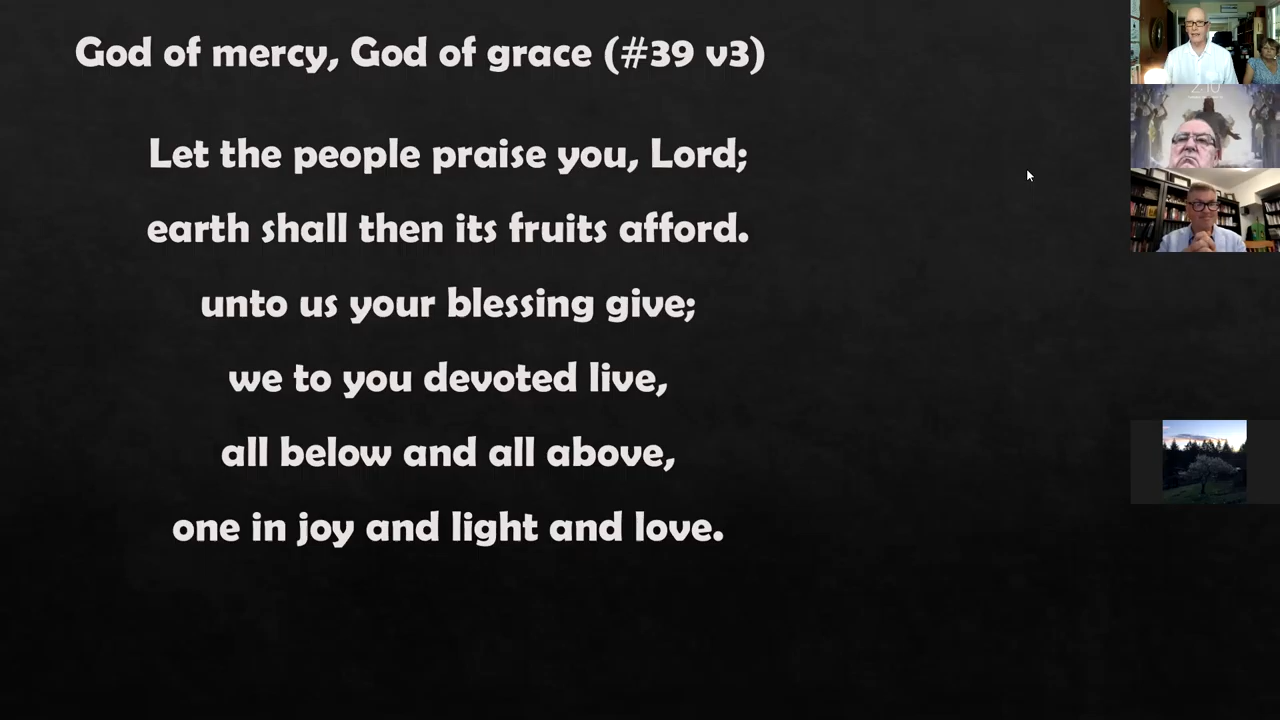 God of mercy, God of grace (#39 v3)
Let the people praise you, Lord;
earth shall then its fruits afford.
unto us your blessing give;
we to you devoted live,
all below and all above,
one in joy and light and love.
2:10